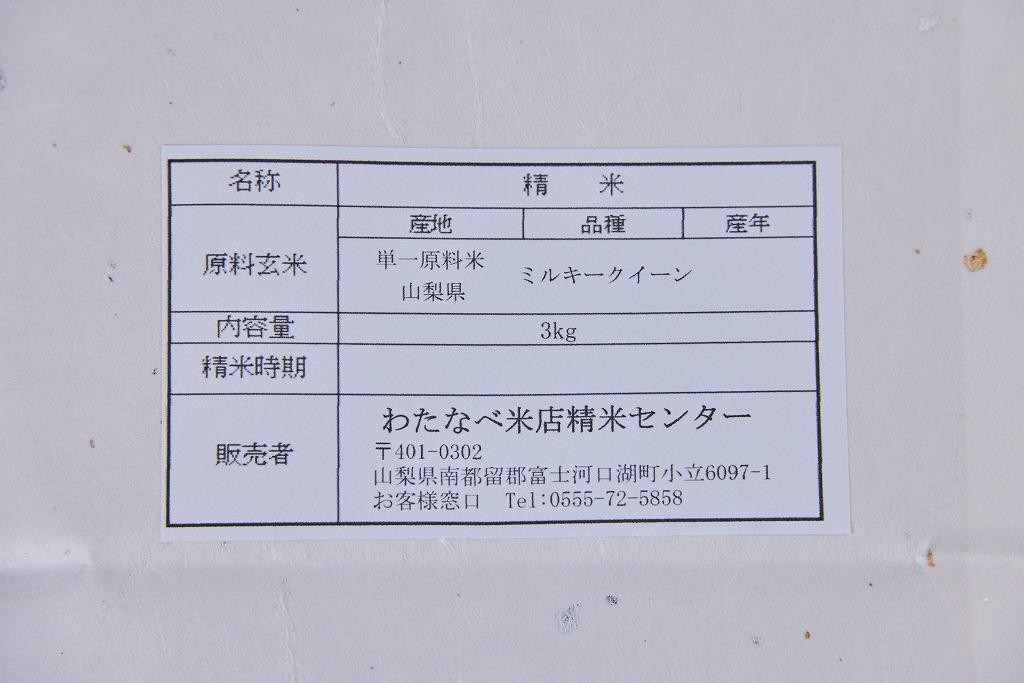 名称 精　米
原料玄米 産地 品種 産年
単一原料米 ミルキークイーン
山梨県
内容量 3kg
精米時期
販売者 わたなべ米店精米センター
〒401-0302
山梨県南都留郡富士河口湖町小立6097-1
お客様窓口　Tel:0555-72-5858